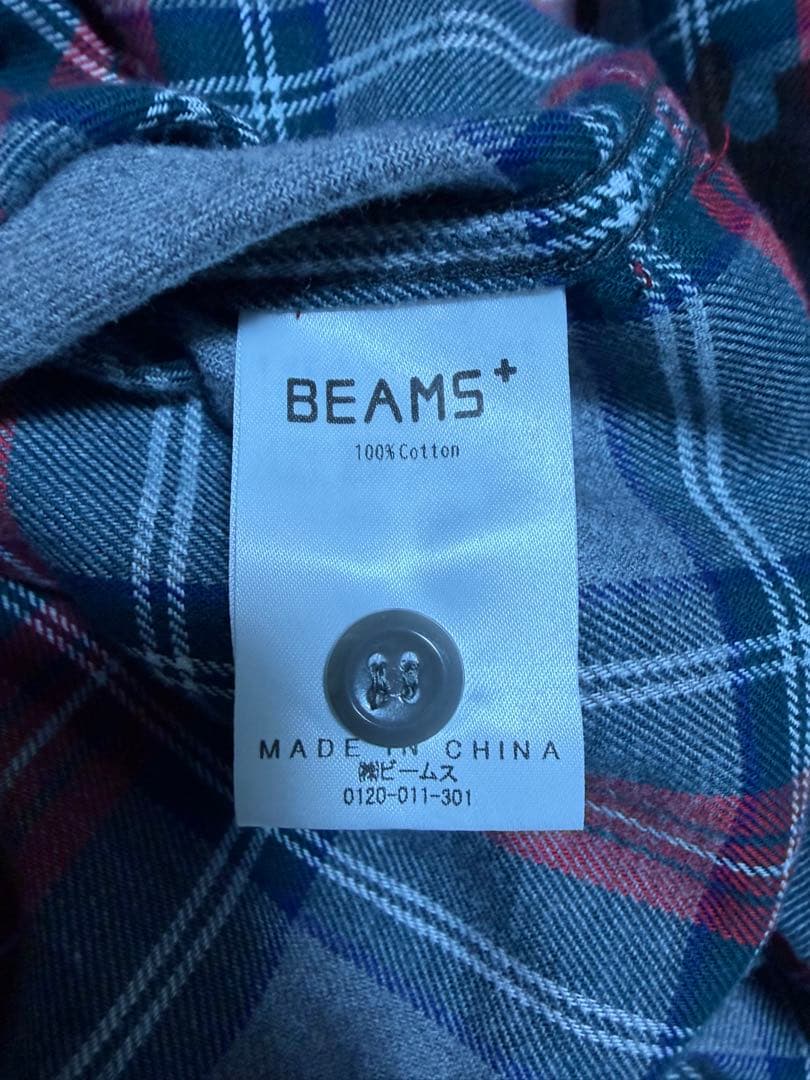 BEAMS+
100%Cotton
MADE IN CHINA
㈱ビームス
0120-011-301